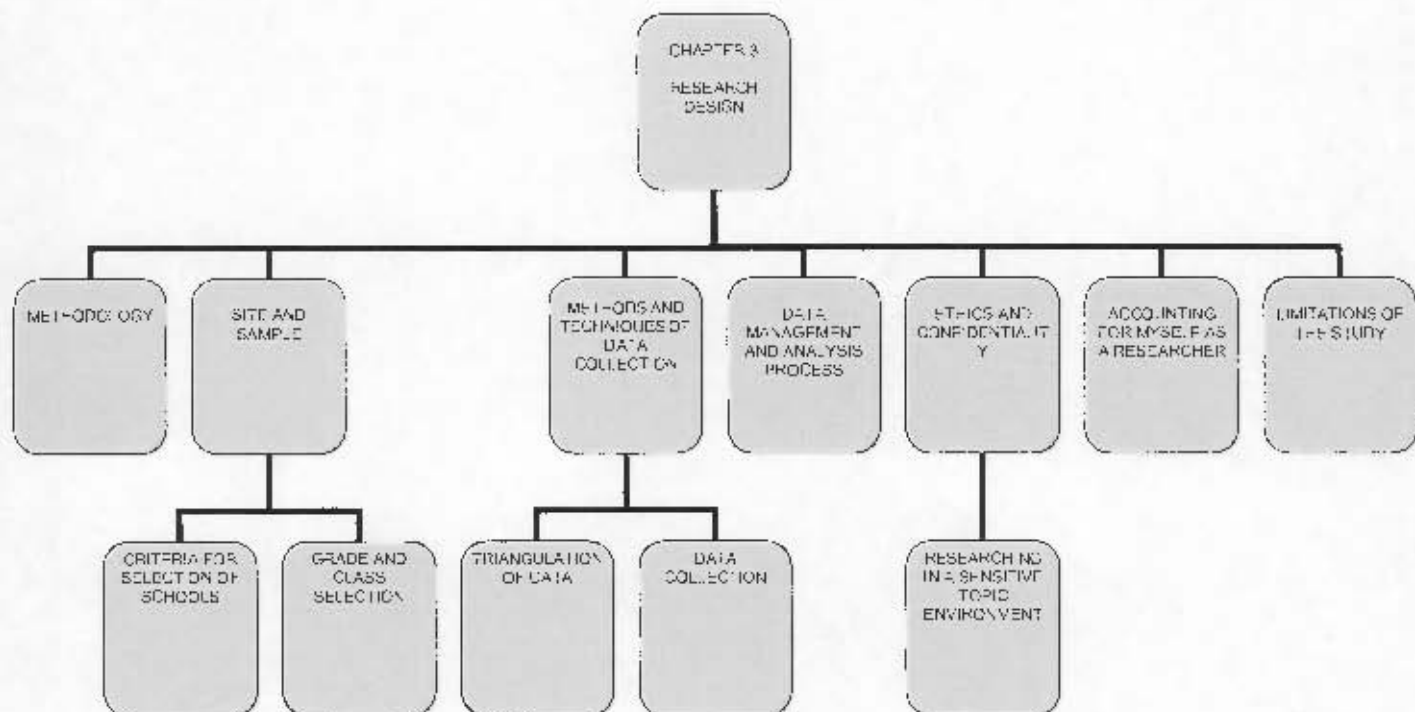 CHAPTER 3
RESEARCH
DESIGN
METHODOLOGY
SITE AND
SAMPLE
METHODS AND
TECHNIQUES OF
DATA
COLLECTION
DATA
MANAGEMENT
AND ANALYSIS
PROCESS
ETHICS AND
CONFIDENTIALIT
Y
ACCOUNTING
FOR MYSELF AS
A RESEARCHER
LIMITATIONS OF
THE STUDY
CRITERIA FOR
SELECTION OF
SCHOOLS
GRADE AND
CLASS
SELECTION
TRIANGULATION
OF DATA
DATA
COLLECTION
RESEARCHING
IN A SENSITIVE
TOPIC
ENVIRONMENT